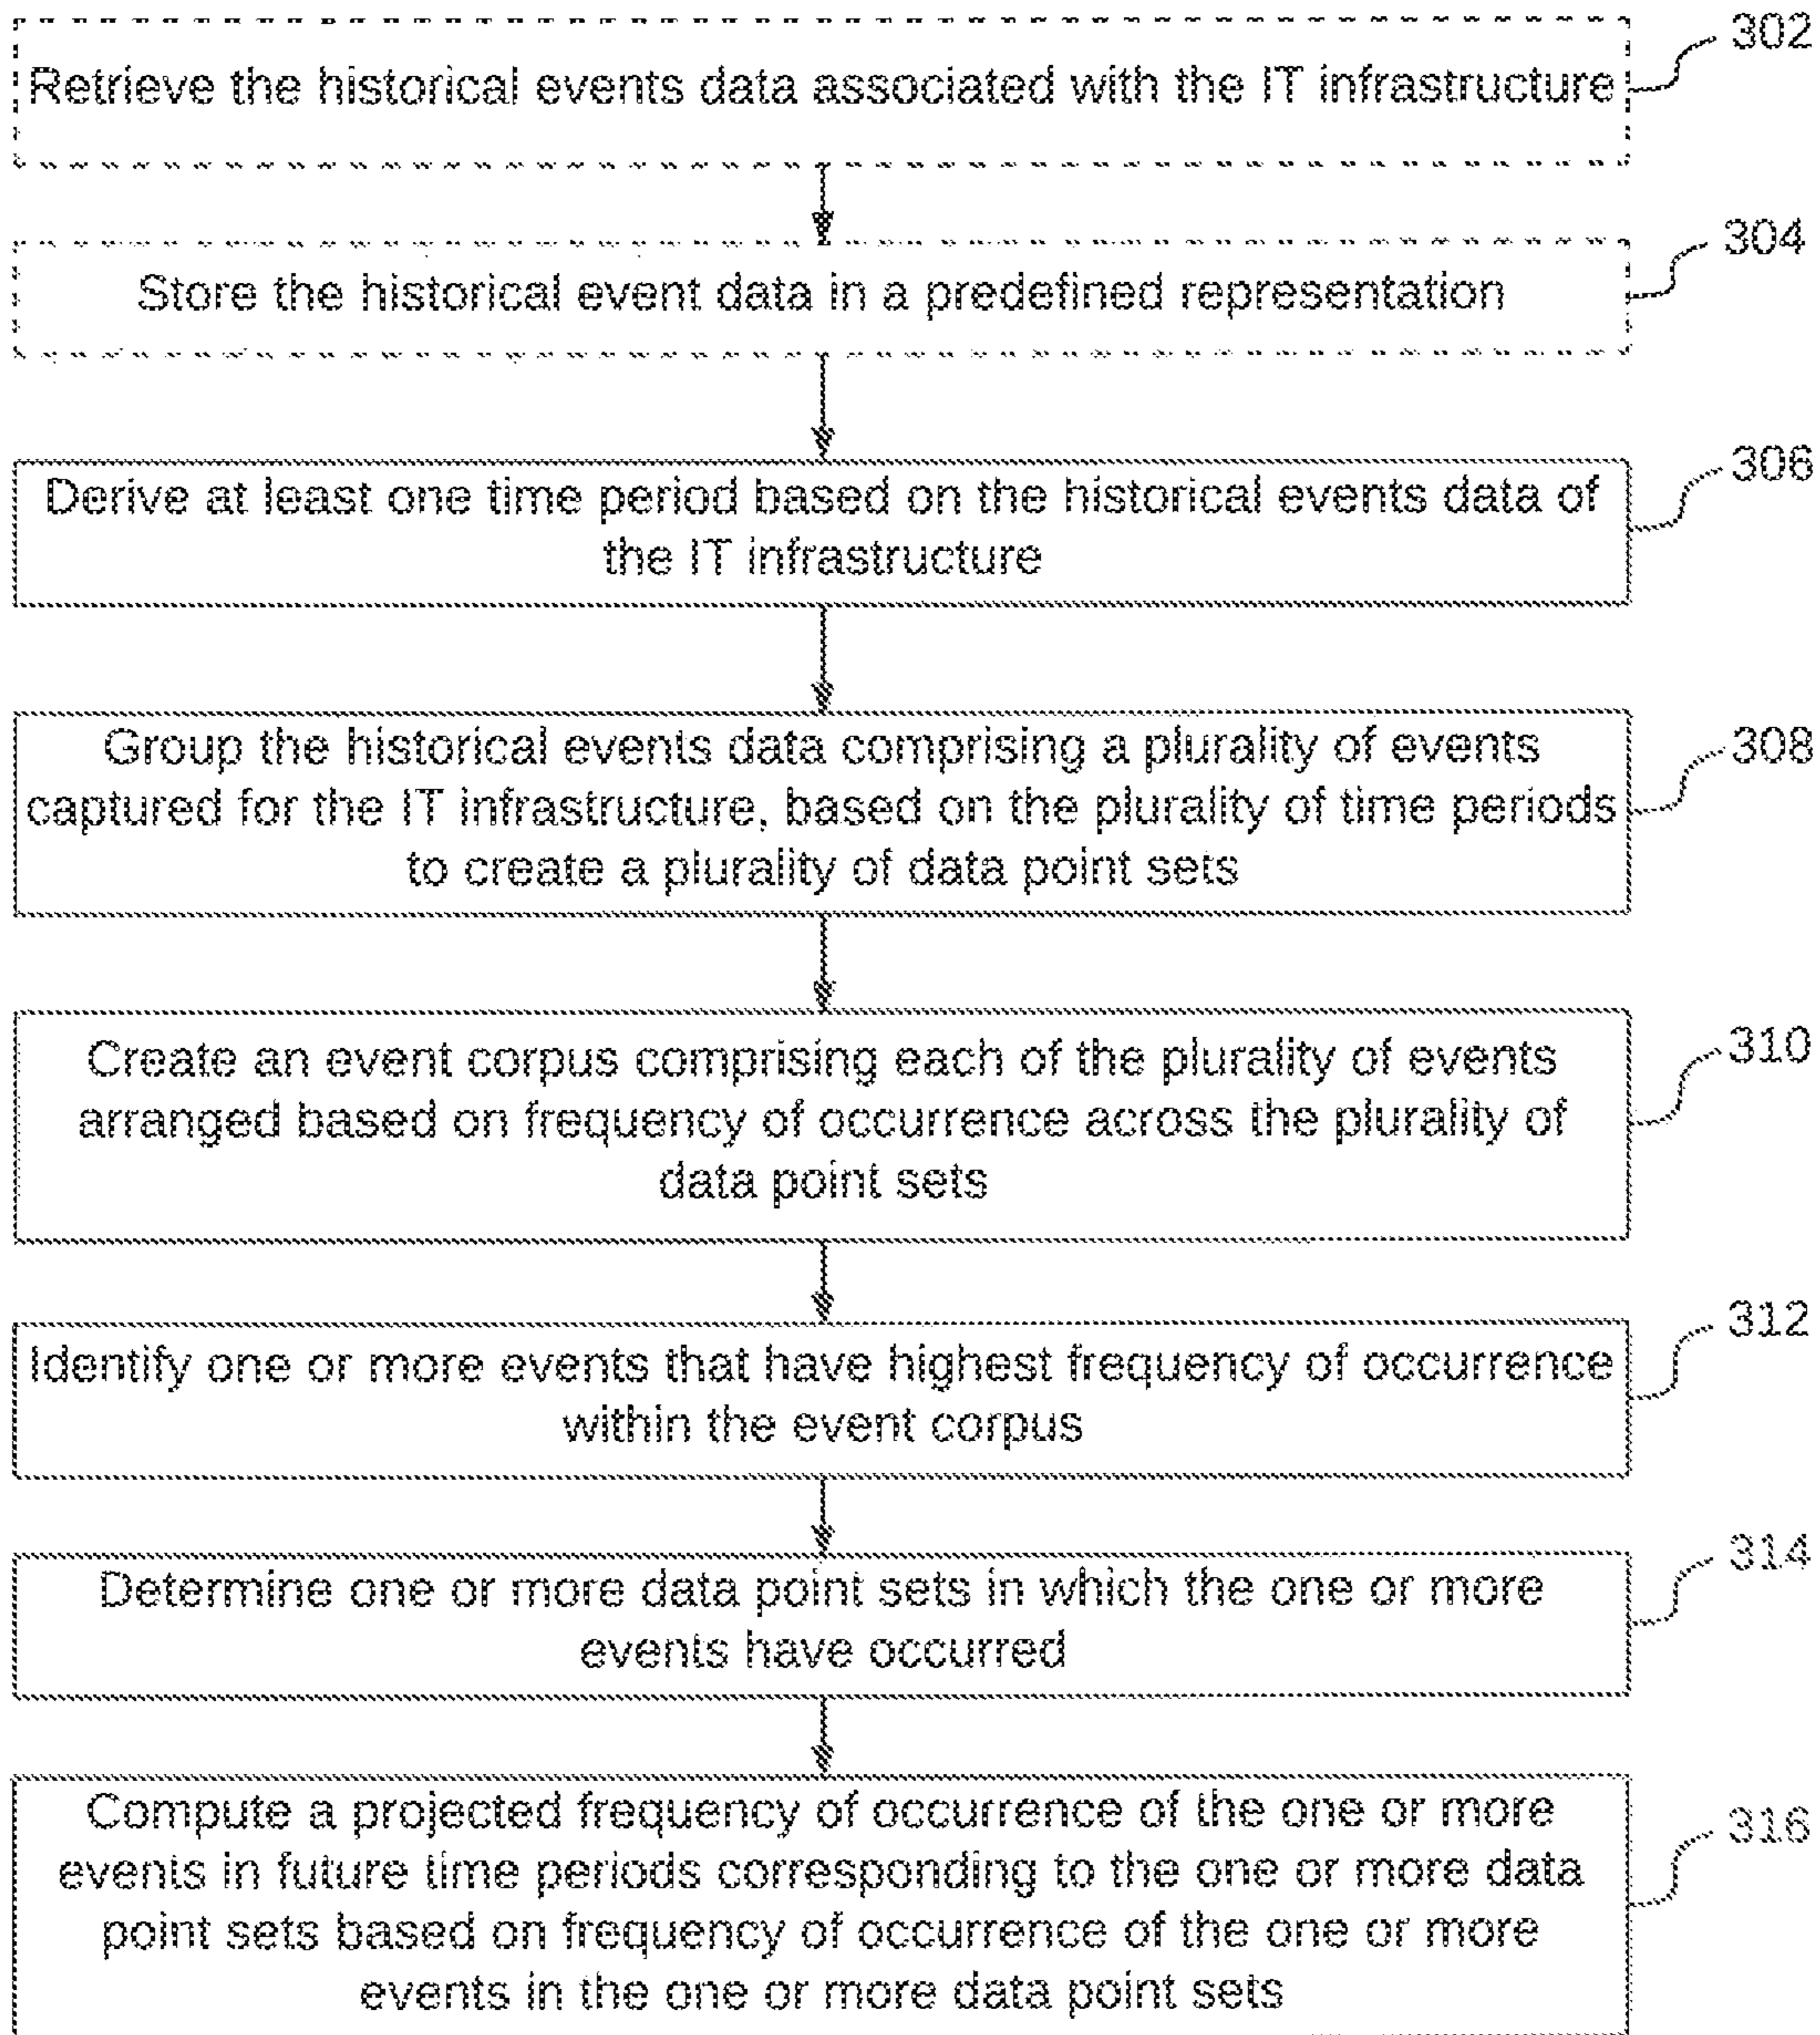 302
Retrieve the historical events data associated with the IT infrastructure
304
Store the historical event data in a predefined representation
306
Derive at least one time period based on the historical events data of
the IT infrastructure
308
Group the historical events data comprising a plurality of events
captured for the IT infrastructure, based on the plurality of time periods
to create a plurality of data point sets
310
Create an event corpus comprising each of the plurality of events
arranged based on frequency of occurrence across the plurality of
data point sets
312
Identify one or more events that have highest frequency of occurrence
within the event corpus
314
Determine one or more data point sets in which the one or more
events have occurred
316
Compute a projected frequency of occurrence of the one or more
events in future time periods corresponding to the one or more data
point sets based on frequency of occurrence of the one or more
events in the one or more data point sets